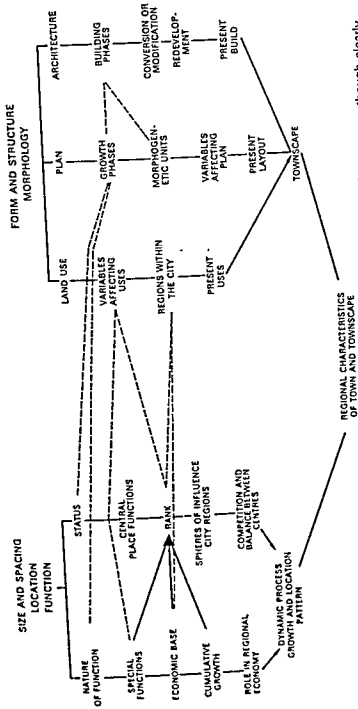 FORM AND STRUCTURE
MORPHOLOGY
SIZE AND SPACING
LOCATION
FUNCTION
LAND USE
PLAN
ARCHITECTURE
VARIABLES
AFFECTING
USES
GROWTH
PHASES
BUILDING
PHASES
REGIONS WITHIN
THE CITY
MORPHOGEN-
ETIC UNITS
CONVERSION OR
MODIFICATION
REDEVELOP-
MENT
PRESENT
USES
VARIABLES
AFFECTING
PLAN
PRESENT
LAYOUT
PRESENT
BUILD
TOWNSCAPE
NATURE
OF FUNCTION
STATUS
SPECIAL
FUNCTIONS
CENTRAL
PLACE FUNCTIONS
ECONOMIC BASE
RANK
CUMULATIVE
GROWTH
SPHERES OF INFLUENCE
CITY REGIONS
ROLE IN REGIONAL
ECONOMY
COMPETITION AND
BALANCE BETWEEN
CENTRES
DYNAMIC PROCESS
GROWTH AND LOCATION
PATTERN
REGIONAL CHARACTERISTICS
OF TOWN AND TOWNSCAPE
through clearly